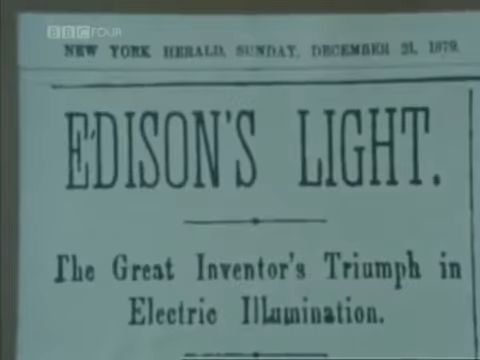 BBC FOUR
NEW YORK HERALD, SUNDAY, DECEMBER 21, 1879.
EDISON'S LIGHT.
The Great Inventor's Triumph in
Electric Illumination.